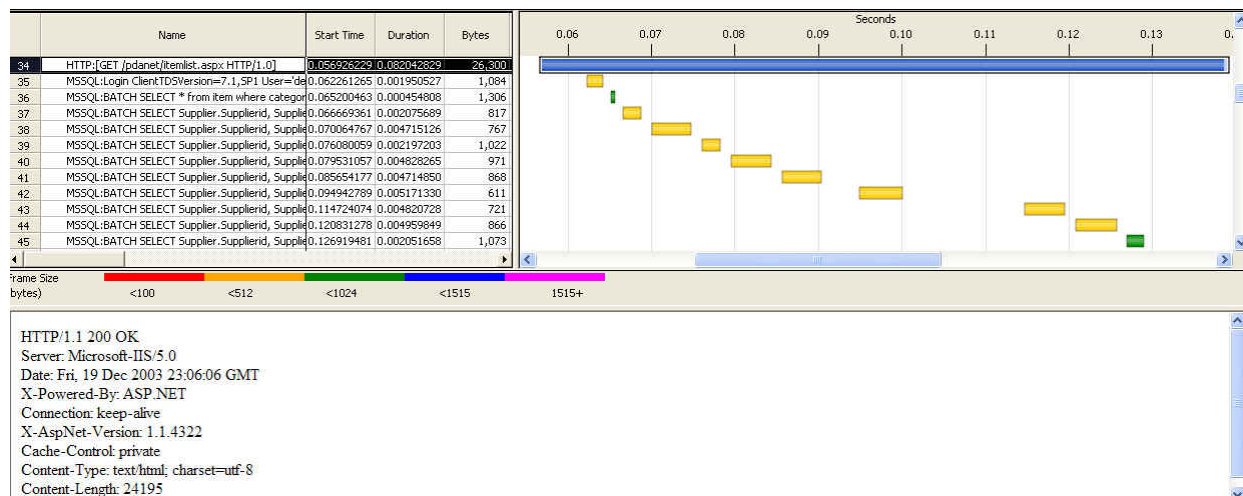 Name Start Time Duration Bytes
34 HTTP:[GET /pdanet/itemlist.aspx HTTP/1.0] 0.056926229 0.082042829 26,300
35 MSSQL:Login ClientTDSVersion=7.1,SP1 User='de 0.062261265 0.001950527 1,084
36 MSSQL:BATCH SELECT * from item where categor 0.065200463 0.000454808 1,306
37 MSSQL:BATCH SELECT Supplier.Supplierid, Supplie 0.066669361 0.002075689 817
38 MSSQL:BATCH SELECT Supplier.Supplierid, Supplie 0.070064767 0.004715126 767
39 MSSQL:BATCH SELECT Supplier.Supplierid, Supplie 0.076080059 0.002197203 1,022
40 MSSQL:BATCH SELECT Supplier.Supplierid, Supplie 0.079531057 0.004828265 971
41 MSSQL:BATCH SELECT Supplier.Supplierid, Supplie 0.085654177 0.004714850 868
42 MSSQL:BATCH SELECT Supplier.Supplierid, Supplie 0.094942789 0.005171330 611
43 MSSQL:BATCH SELECT Supplier.Supplierid, Supplie 0.114724074 0.004820728 721
44 MSSQL:BATCH SELECT Supplier.Supplierid, Supplie 0.120831278 0.004959849 866
45 MSSQL:BATCH SELECT Supplier.Supplierid, Supplie 0.126919481 0.002051658 1,073
Seconds
0.06 0.07 0.08 0.09 0.10 0.11 0.12 0.13 0.
Frame Size
bytes) <100 <512 <1024 <1515 1515+
HTTP/1.1 200 OK
Server: Microsoft-IIS/5.0
Date: Fri, 19 Dec 2003 23:06:06 GMT
X-Powered-By: ASP.NET
Connection: keep-alive
X-AspNet-Version: 1.1.4322
Cache-Control: private
Content-Type: text/html; charset=utf-8
Content-Length: 24195